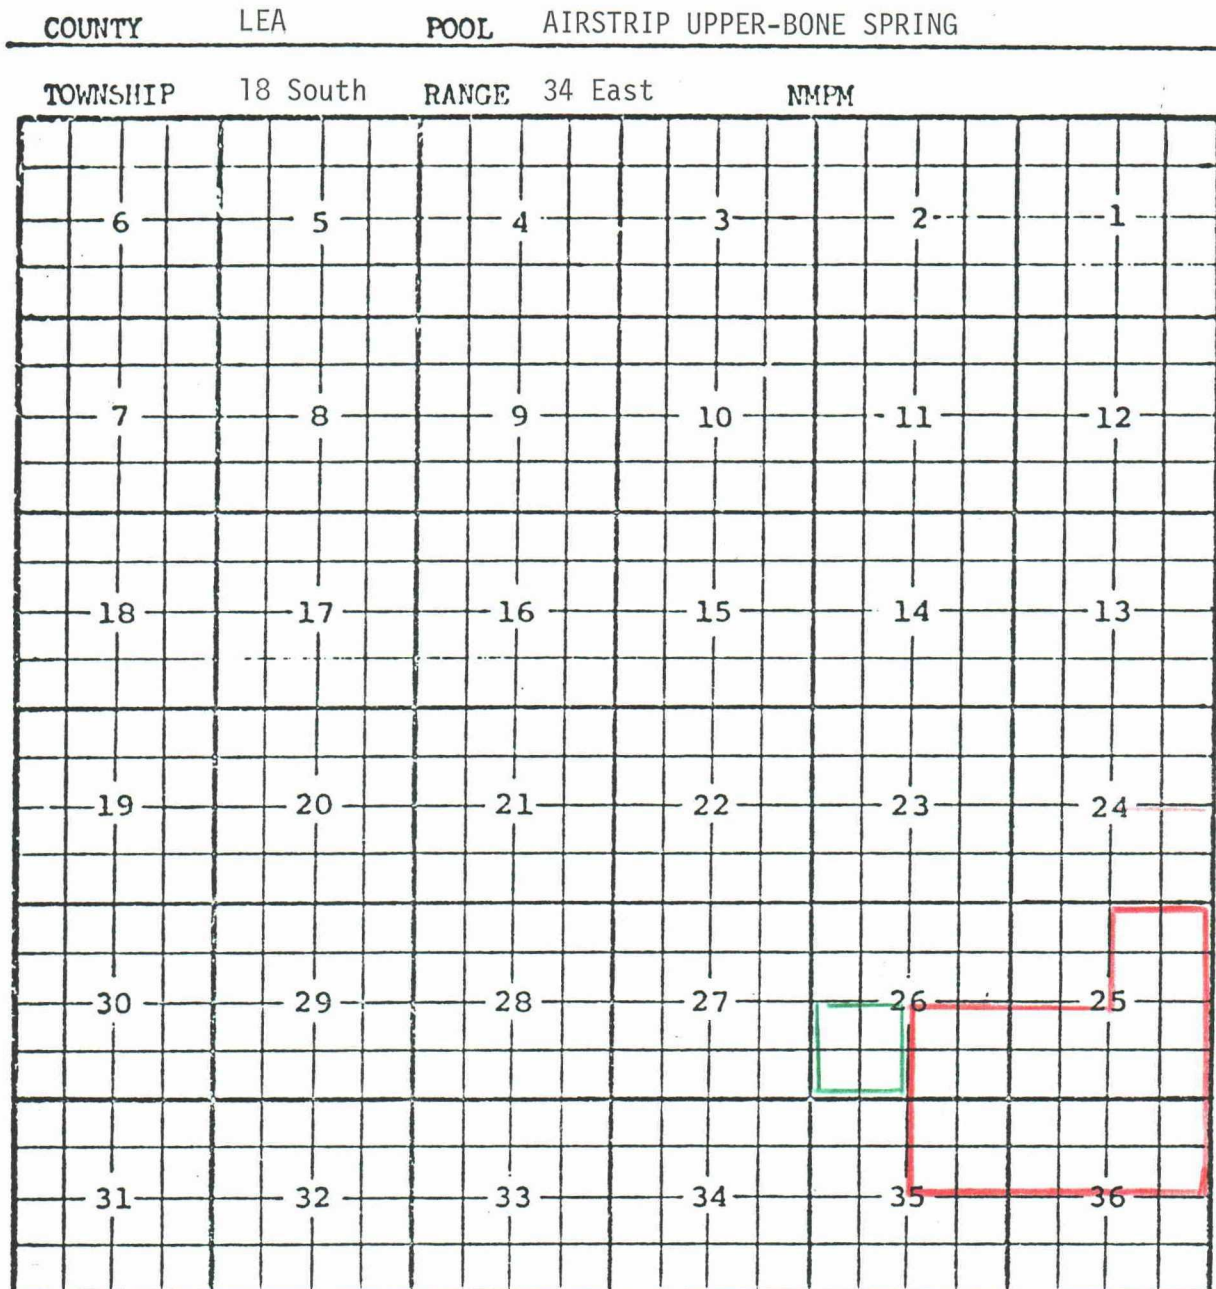 COUNTY LEA POOL AIRSTRIP UPPER-BONE SPRING
TOWNSHIP 18 South RANGE 34 East NMPM
6 5 4 3 2 1
7 8 9 10 11 12
18 17 16 15 14 13
19 20 21 22 23 24
30 29 28 27 26 25
31 32 33 34 35 36